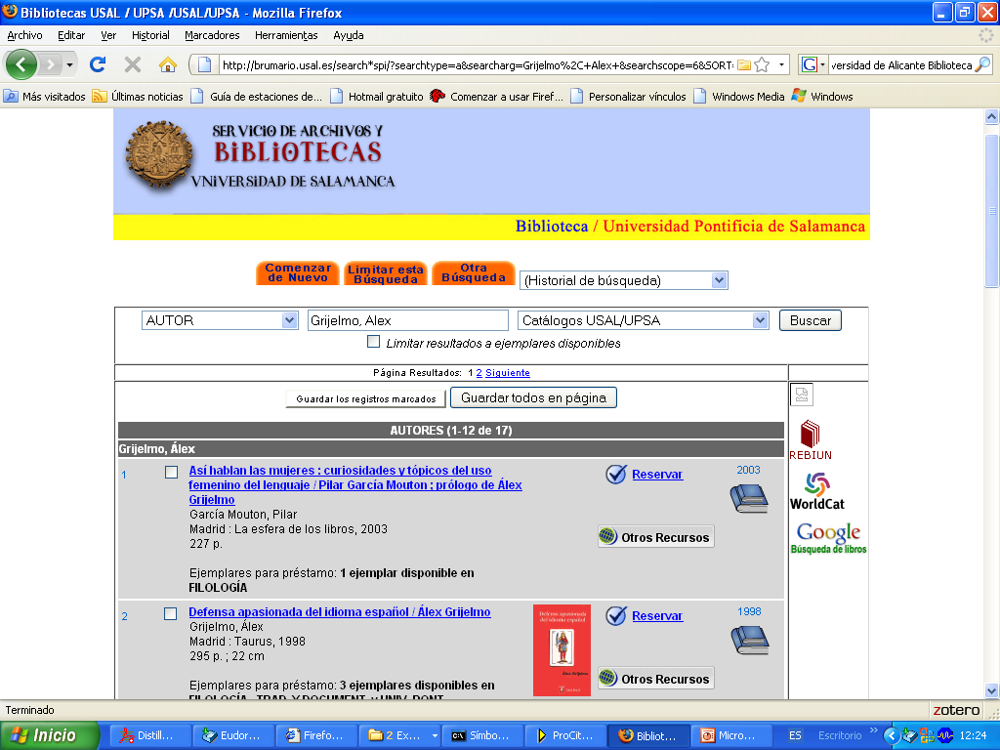 Bibliotecas USAL / UPSA /USAL/UPSA - Mozilla Firefox
Archivo Editar Ver Historial Marcadores Herramientas Ayuda
http://brumario.usal.es/search*spi/?searchtype=a&searcharg=Grijelmo%2C+Alex+&searchscope=6&SORT: G versidad de Alicante Biblioteca
Más visitados Últimas noticias Guía de estaciones de... Hotmail gratuito Comenzar a usar Firef... Personalizar vínculos Windows Media Windows
SERVICIO DE ARCHIVOS Y
BIBLIOTECAS
VNIVERSIDAD DE SALAMANCA
Biblioteca / Universidad Pontificia de Salamanca
Comenzar de Nuevo
Limitar esta Búsqueda
Otra Búsqueda
(Historial de búsqueda)
AUTOR Grijelmo, Alex Catálogos USAL/UPSA Buscar
Limitar resultados a ejemplares disponibles
Página Resultados: 1 2 Siguiente
Guardar los registros marcados Guardar todos en página
AUTORES (1-12 de 17)
Grijelmo, Álex
1
Así hablan las mujeres : curiosidades y tópicos del uso
femenino del lenguaje / Pilar García Mouton ; prólogo de Álex
Grijelmo
García Mouton, Pilar
Madrid : La esfera de los libros, 2003
227 p.
Ejemplares para préstamo: 1 ejemplar disponible en
FILOLOGÍA
Reservar
2003
Otros Recursos
2
Defensa apasionada del idioma español / Álex Grijelmo
Grijelmo, Álex
Madrid : Taurus, 1998
295 p. ; 22 cm
Ejemplares para préstamo: 3 ejemplares disponibles en
FILOLOGÍA, TRAD. Y DOCUMENT. y UNIV. PONT.
Defensa apasionada
del idioma español
Álex Grijelmo
Reservar
1998
Otros Recursos
REBIUN
WorldCat
Google
Búsqueda de libros
Terminado
zotero
Inicio Distill... Eudor... Firefo... 2 Ex... Símbo... ProCit... Bibliot... Micro... ES Escritorio » 12:24